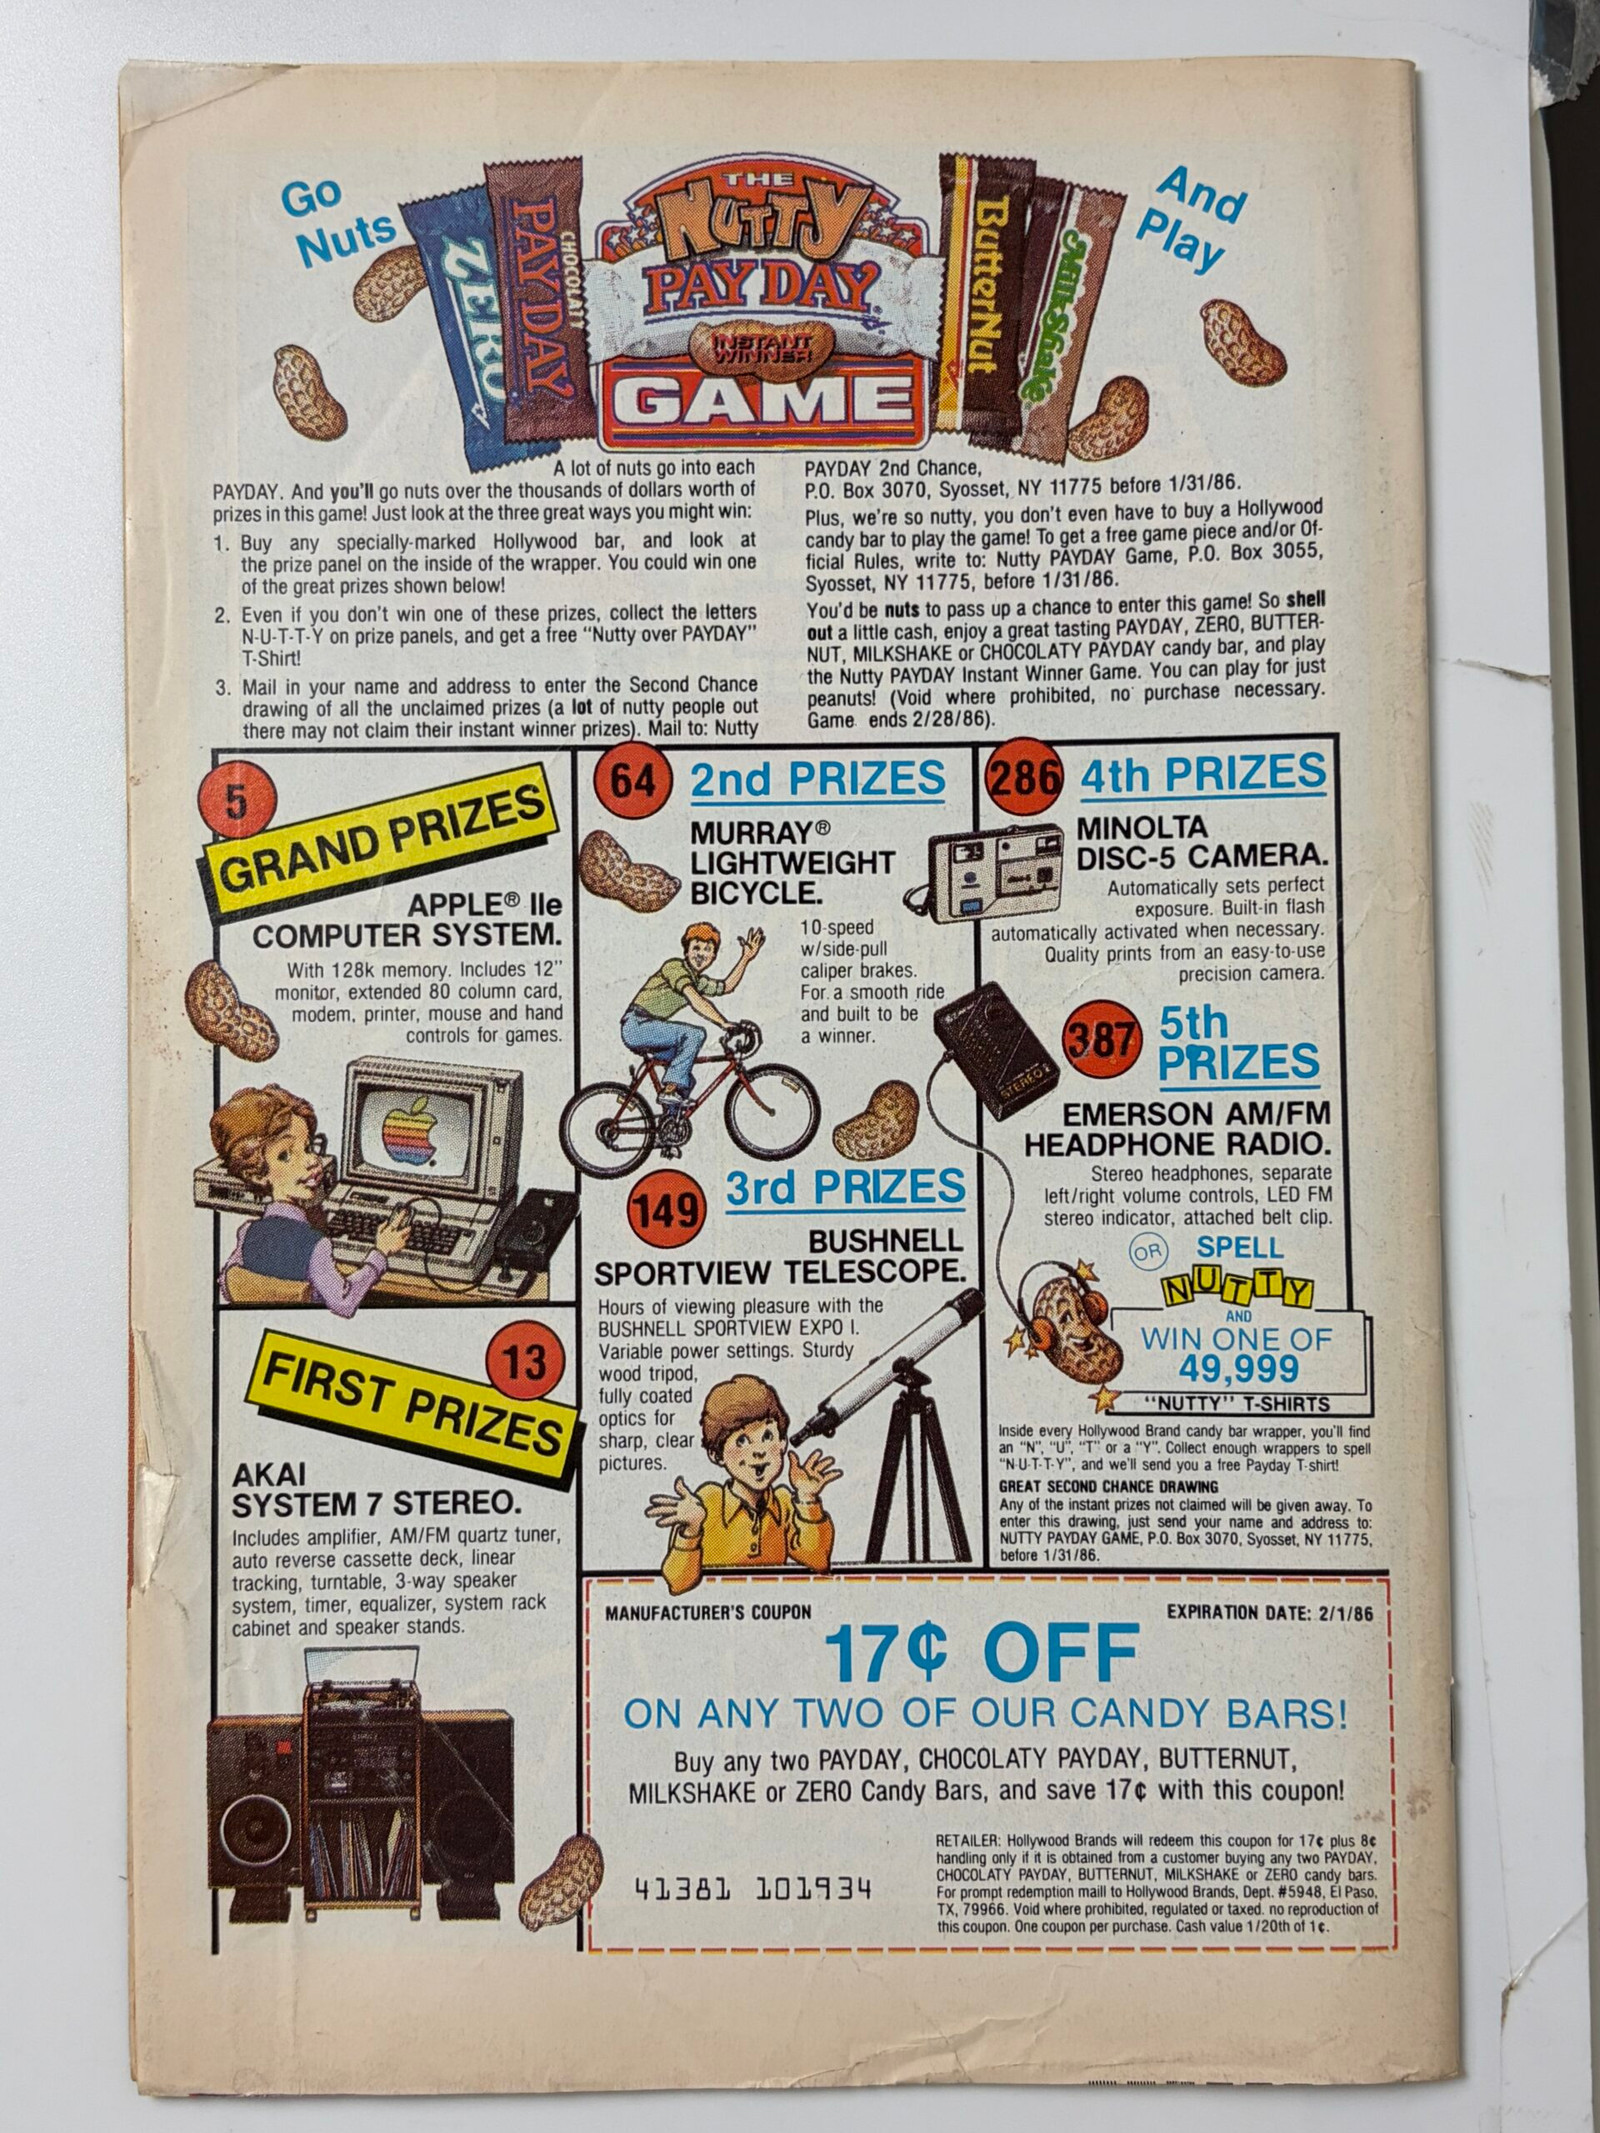 Go
Nuts
ZERO
CHOCOLATY
PAY DAY
THE
NUTTY
PAY DAY
INSTANT
WINNER
GAME
ButterNut
MilkShake
And
Play
A lot of nuts go into each
PAYDAY. And you'll go nuts over the thousands of dollars worth of
prizes in this game! Just look at the three great ways you might win:
1. Buy any specially-marked Hollywood bar, and look at
the prize panel on the inside of the wrapper. You could win one
of the great prizes shown below!
2. Even if you don't win one of these prizes, collect the letters
N-U-T-T-Y on prize panels, and get a free "Nutty over PAYDAY"
T-Shirt!
3. Mail in your name and address to enter the Second Chance
drawing of all the unclaimed prizes (a lot of nutty people out
there may not claim their instant winner prizes). Mail to: Nutty
PAYDAY 2nd Chance,
P.O. Box 3070, Syosset, NY 11775 before 1/31/86.
Plus, we're so nutty, you don't even have to buy a Hollywood
candy bar to play the game! To get a free game piece and/or Of-
ficial Rules, write to: Nutty PAYDAY Game, P.O. Box 3055,
Syosset, NY 11775, before 1/31/86.
You'd be nuts to pass up a chance to enter this game! So shell
out a little cash, enjoy a great tasting PAYDAY, ZERO, BUTTER-
NUT, MILKSHAKE or CHOCOLATY PAYDAY candy bar, and play
the Nutty PAYDAY Instant Winner Game. You can play for just
peanuts! (Void where prohibited, no purchase necessary.
Game ends 2/28/86).
5
GRAND PRIZES
APPLE® IIe
COMPUTER SYSTEM.
With 128k memory. Includes 12"
monitor, extended 80 column card,
modem, printer, mouse and hand
controls for games.
13
FIRST PRIZES
AKAI
SYSTEM 7 STEREO.
Includes amplifier, AM/FM quartz tuner,
auto reverse cassette deck, linear
tracking, turntable, 3-way speaker
system, timer, equalizer, system rack
cabinet and speaker stands.
64
2nd PRIZES
MURRAY®
LIGHTWEIGHT
BICYCLE.
10-speed
w/side-pull
caliper brakes.
For a smooth ride
and built to be
a winner.
149
3rd PRIZES
BUSHNELL
SPORTVIEW TELESCOPE.
Hours of viewing pleasure with the
BUSHNELL SPORTVIEW EXPO I.
Variable power settings. Sturdy
wood tripod,
fully coated
optics for
sharp, clear
pictures.
286
4th PRIZES
MINOLTA
DISC-5 CAMERA.
Automatically sets perfect
exposure. Built-in flash
automatically activated when necessary.
Quality prints from an easy-to-use
precision camera.
387
5th
PRIZES
STEREO
EMERSON AM/FM
HEADPHONE RADIO.
Stereo headphones, separate
left/right volume controls, LED FM
stereo indicator, attached belt clip.
OR
SPELL
NUTTY
AND
WIN ONE OF
49,999
"NUTTY" T-SHIRTS
Inside every Hollywood Brand candy bar wrapper, you'll find
an "N", "U", "T" or a "Y". Collect enough wrappers to spell
"N-U-T-T-Y", and we'll send you a free Payday T-shirt!
GREAT SECOND CHANCE DRAWING
Any of the instant prizes not claimed will be given away. To
enter this drawing, just send your name and address to:
NUTTY PAYDAY GAME, P.O. Box 3070, Syosset, NY 11775,
before 1/31/86.
MANUFACTURER'S COUPON
EXPIRATION DATE: 2/1/86
17¢ OFF
ON ANY TWO OF OUR CANDY BARS!
Buy any two PAYDAY, CHOCOLATY PAYDAY, BUTTERNUT,
MILKSHAKE or ZERO Candy Bars, and save 17¢ with this coupon!
41381 101934
RETAILER: Hollywood Brands will redeem this coupon for 17¢ plus 8¢
handling only if it is obtained from a customer buying any two PAYDAY,
CHOCOLATY PAYDAY, BUTTERNUT, MILKSHAKE or ZERO candy bars.
For prompt redemption maill to Hollywood Brands, Dept. #5948, El Paso,
TX, 79966. Void where prohibited, regulated or taxed. no reproduction of
this coupon. One coupon per purchase. Cash value 1/20th of 1¢.